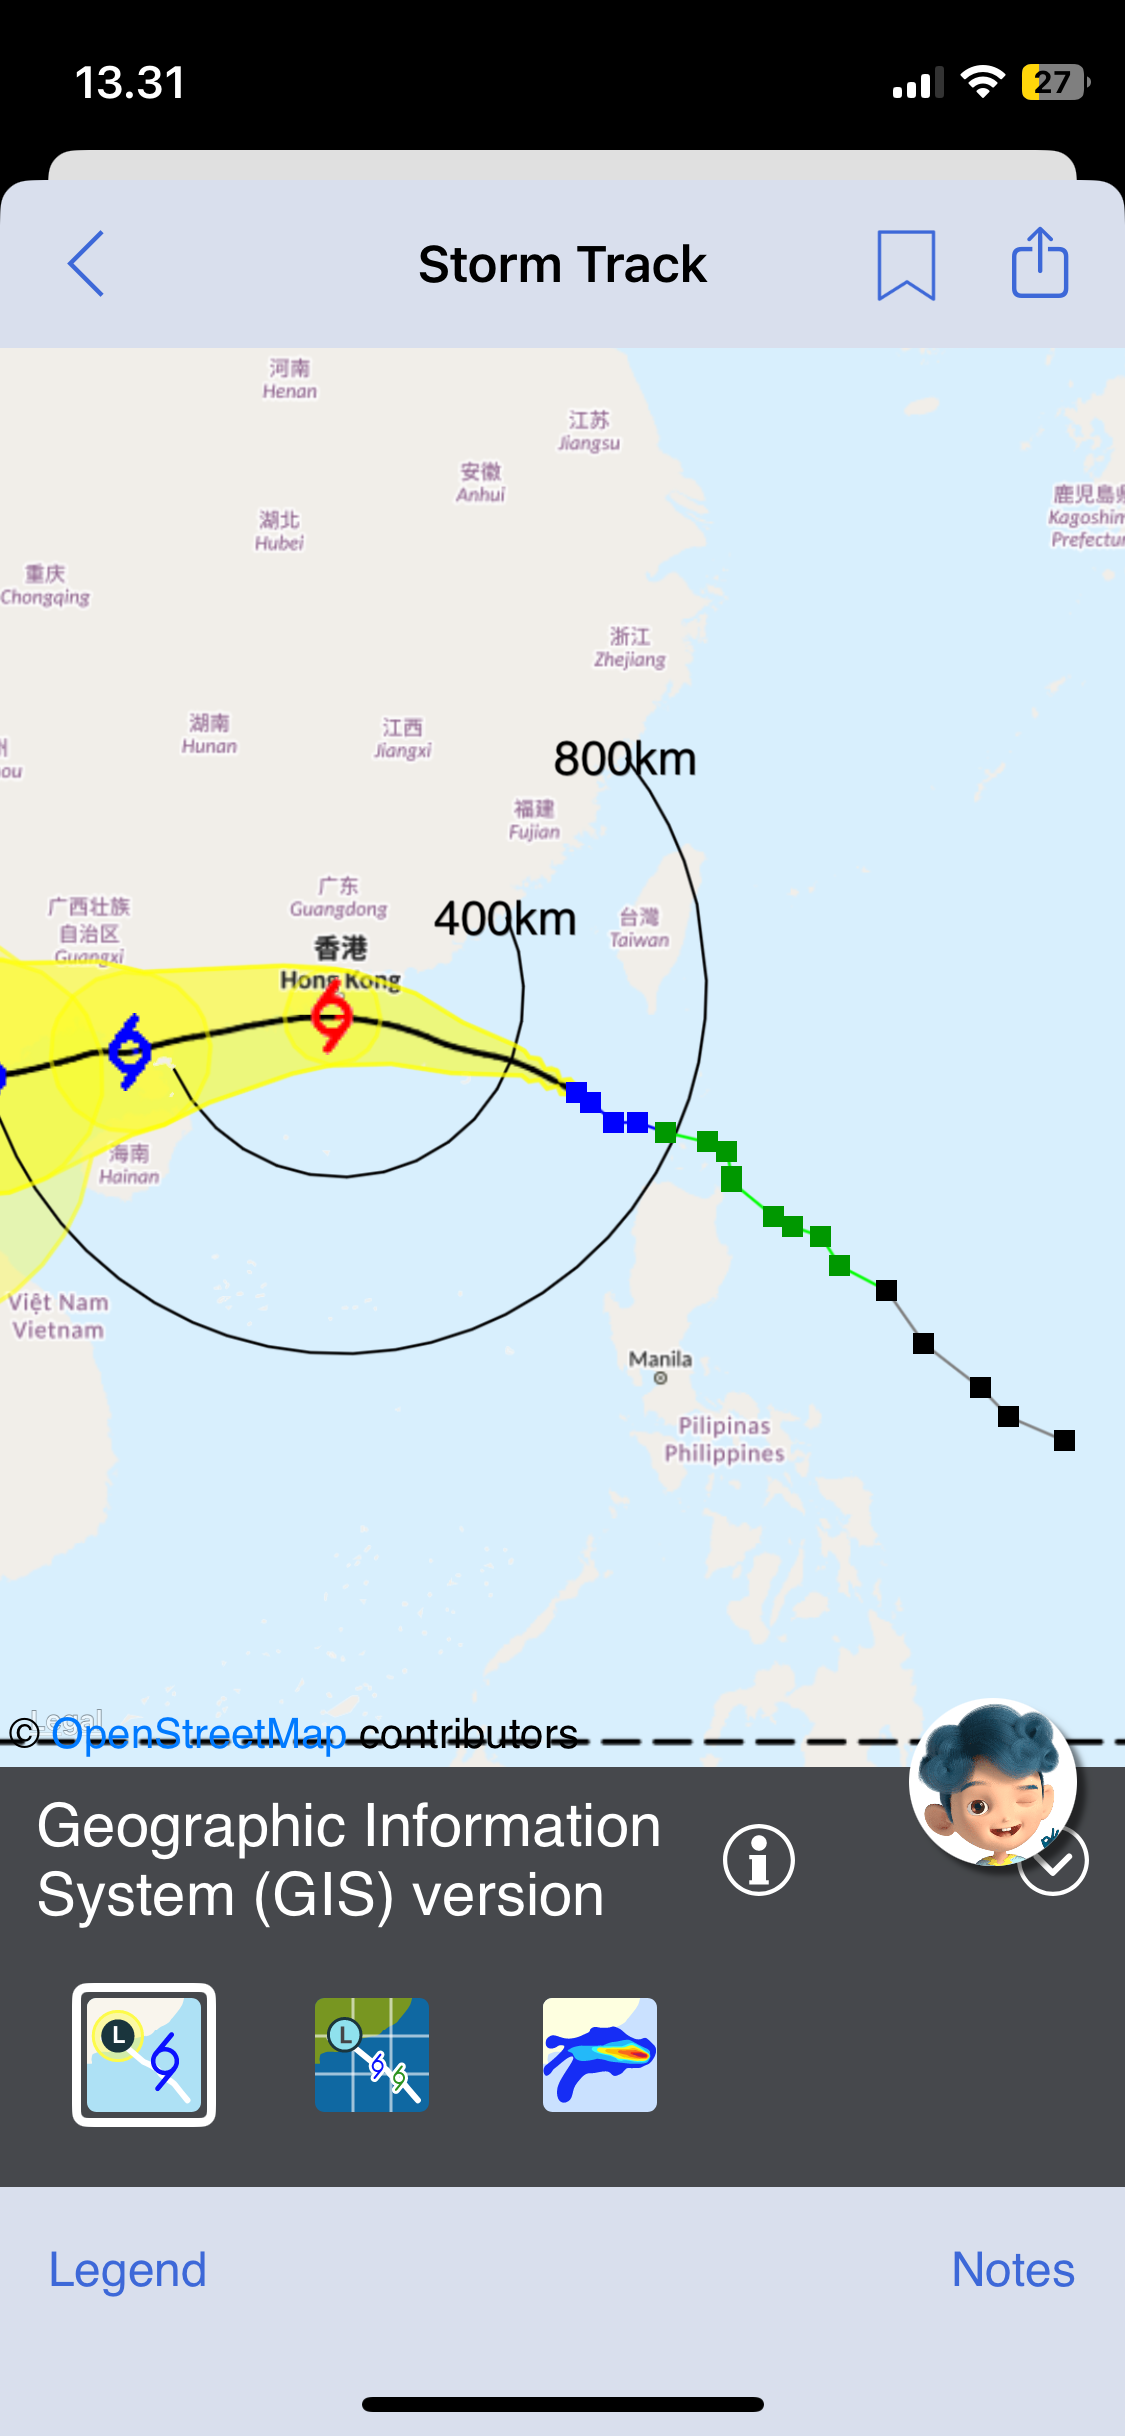 13.31
27
Storm Track
河南
Henan
江苏
Jiangsu
安徽
Anhui
鹿児島県
Kagoshim
Prefectur
湖北
Hubei
重庆
Chongqing
浙江
Zhejiang
湖南
Hunan
江西
Jiangxi
州
ou
800km
福建
Fujian
广东
Guangdong
400km
台灣
Taiwan
广西壮族
自治区
Guangxi
香港
Hong Kong
海南
Hainan
Việt Nam
Vietnam
Manila
Pilipinas
Philippines
Legal
© OpenStreetMap contributors
Geographic Information
System (GIS) version
L
L
Legend
Notes